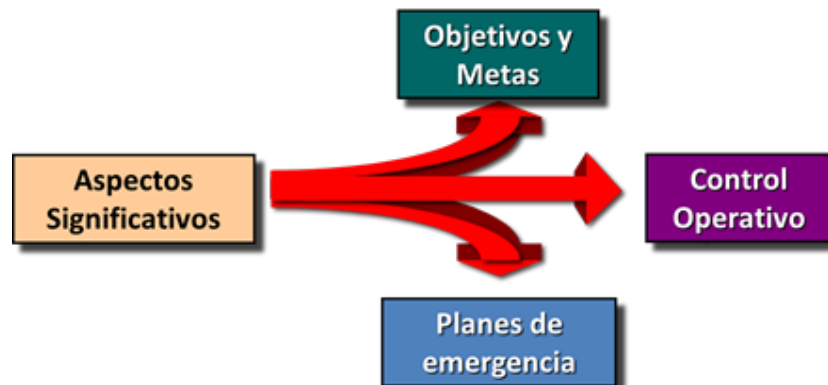 Objetivos y
Metas
Aspectos
Significativos
Control
Operativo
Planes de
emergencia